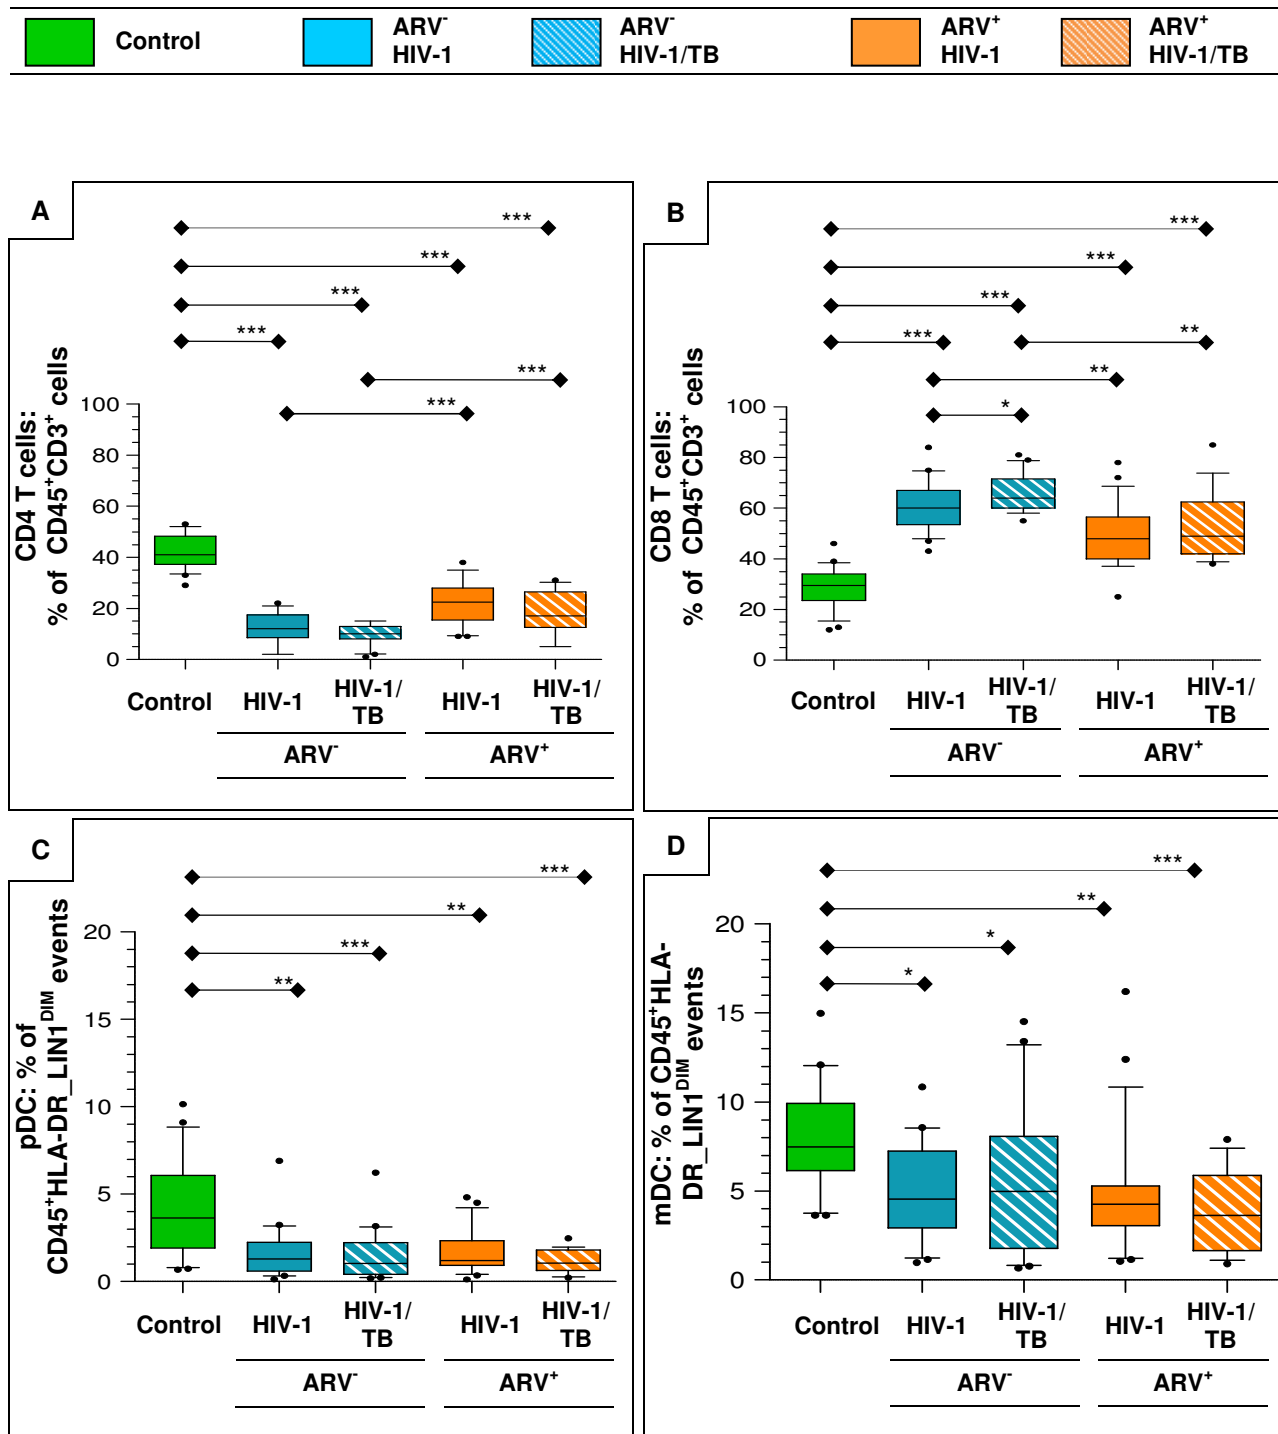 Control
ARV⁻
HIV-1
ARV⁻
HIV-1/TB
ARV⁺
HIV-1
ARV⁺
HIV-1/TB
A
***
***
***
***
***
***
CD4 T cells:
% of CD45⁺CD3⁺ cells
100
80
60
40
20
0
Control
HIV-1
HIV-1/
TB
HIV-1
HIV-1/
TB
ARV⁻
ARV⁺
B
***
***
***
***
**
**
*
CD8 T cells:
% of CD45⁺CD3⁺ cells
100
80
60
40
20
0
Control
HIV-1
HIV-1/
TB
HIV-1
HIV-1/
TB
ARV⁻
ARV⁺
C
***
**
***
**
pDC: % of
CD45⁺HLA-DR_LIN1ᴰᴵᴹ events
20
15
10
5
0
Control
HIV-1
HIV-1/
TB
HIV-1
HIV-1/
TB
ARV⁻
ARV⁺
D
***
**
*
*
mDC: % of CD45⁺HLA-
DR_LIN1ᴰᴵᴹ events
20
15
10
5
0
Control
HIV-1
HIV-1/
TB
HIV-1
HIV-1/
TB
ARV⁻
ARV⁺